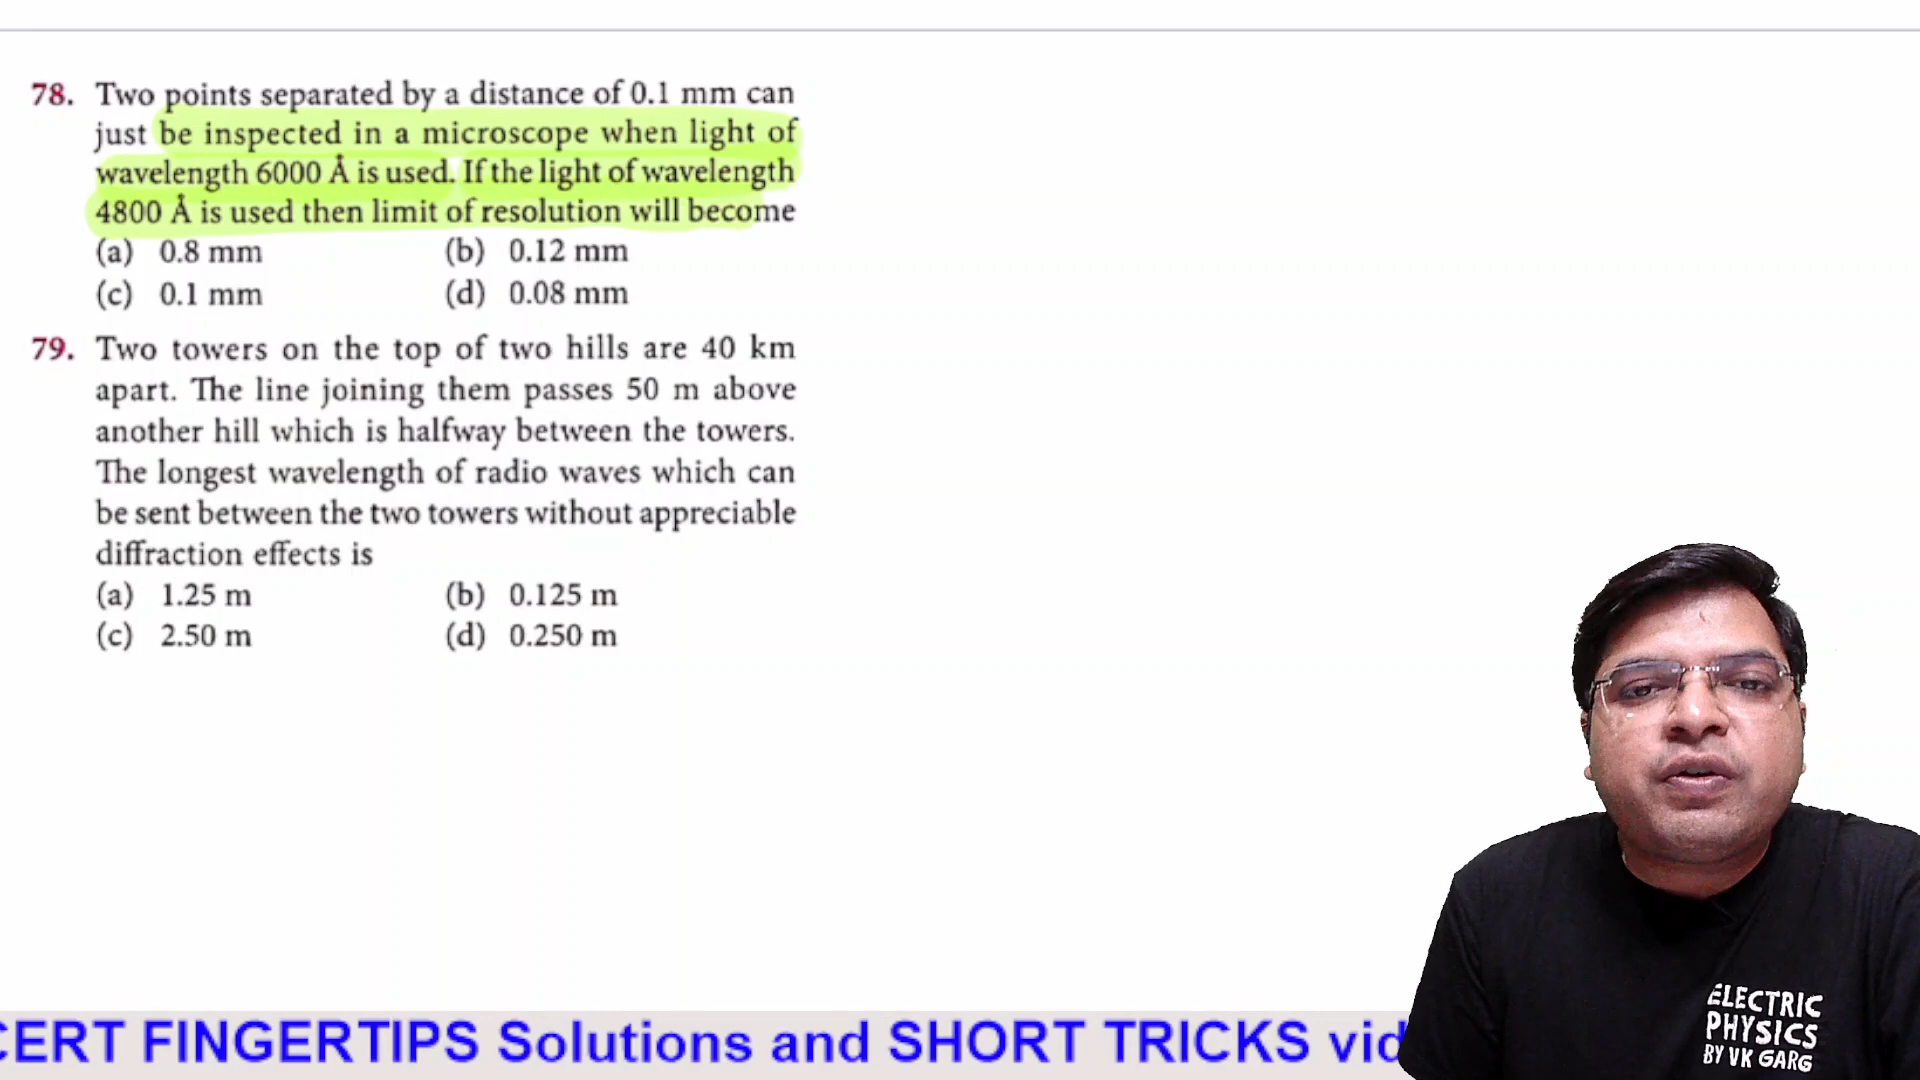 78. Two points separated by a distance of 0.1 mm can
just be inspected in a microscope when light of
wavelength 6000 Å is used. If the light of wavelength
4800 Å is used then limit of resolution will become
(a) 0.8 mm (b) 0.12 mm
(c) 0.1 mm (d) 0.08 mm
79. Two towers on the top of two hills are 40 km
apart. The line joining them passes 50 m above
another hill which is halfway between the towers.
The longest wavelength of radio waves which can
be sent between the two towers without appreciable
diffraction effects is
(a) 1.25 m (b) 0.125 m
(c) 2.50 m (d) 0.250 m
ELECTRIC
PHYSICS
BY VK GARG
CERT FINGERTIPS Solutions and SHORT TRICKS vid